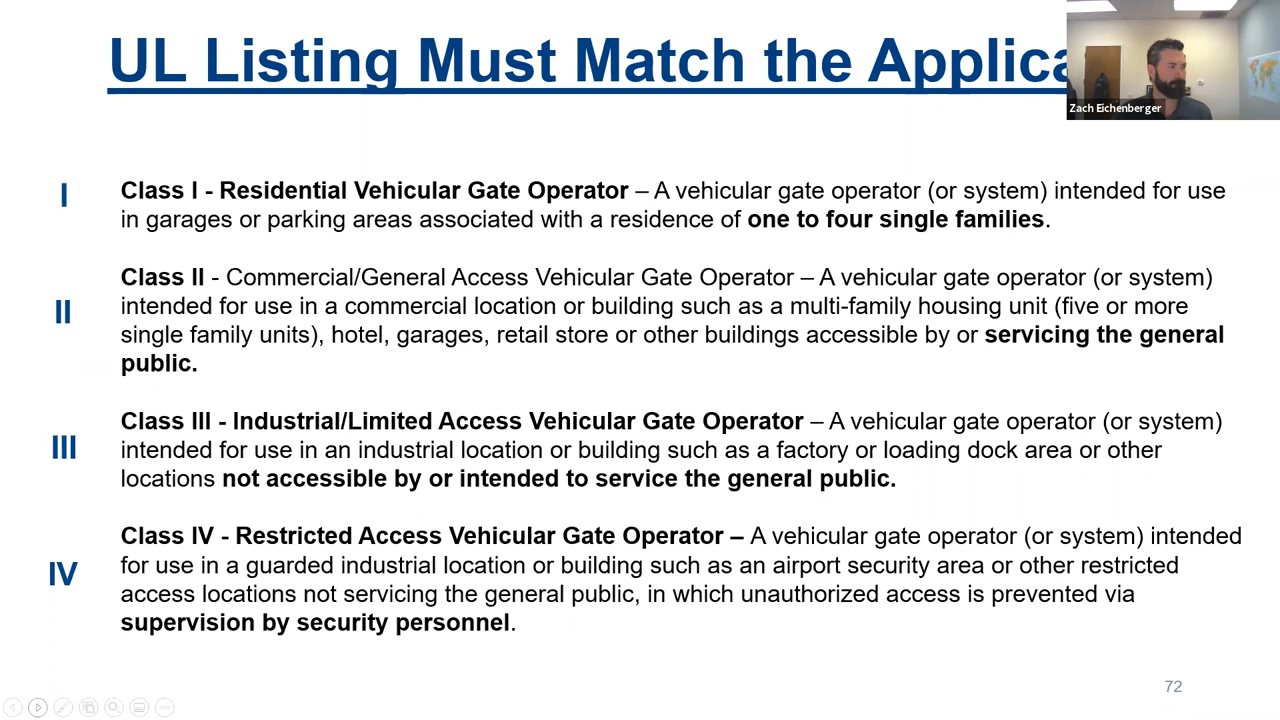 UL Listing Must Match the Applica
Zach Eichenberger
I
Class I - Residential Vehicular Gate Operator – A vehicular gate operator (or system) intended for use
in garages or parking areas associated with a residence of one to four single families.
II
Class II - Commercial/General Access Vehicular Gate Operator – A vehicular gate operator (or system)
intended for use in a commercial location or building such as a multi-family housing unit (five or more
single family units), hotel, garages, retail store or other buildings accessible by or servicing the general
public.
III
Class III - Industrial/Limited Access Vehicular Gate Operator – A vehicular gate operator (or system)
intended for use in an industrial location or building such as a factory or loading dock area or other
locations not accessible by or intended to service the general public.
IV
Class IV - Restricted Access Vehicular Gate Operator – A vehicular gate operator (or system) intended
for use in a guarded industrial location or building such as an airport security area or other restricted
access locations not servicing the general public, in which unauthorized access is prevented via
supervision by security personnel.
72